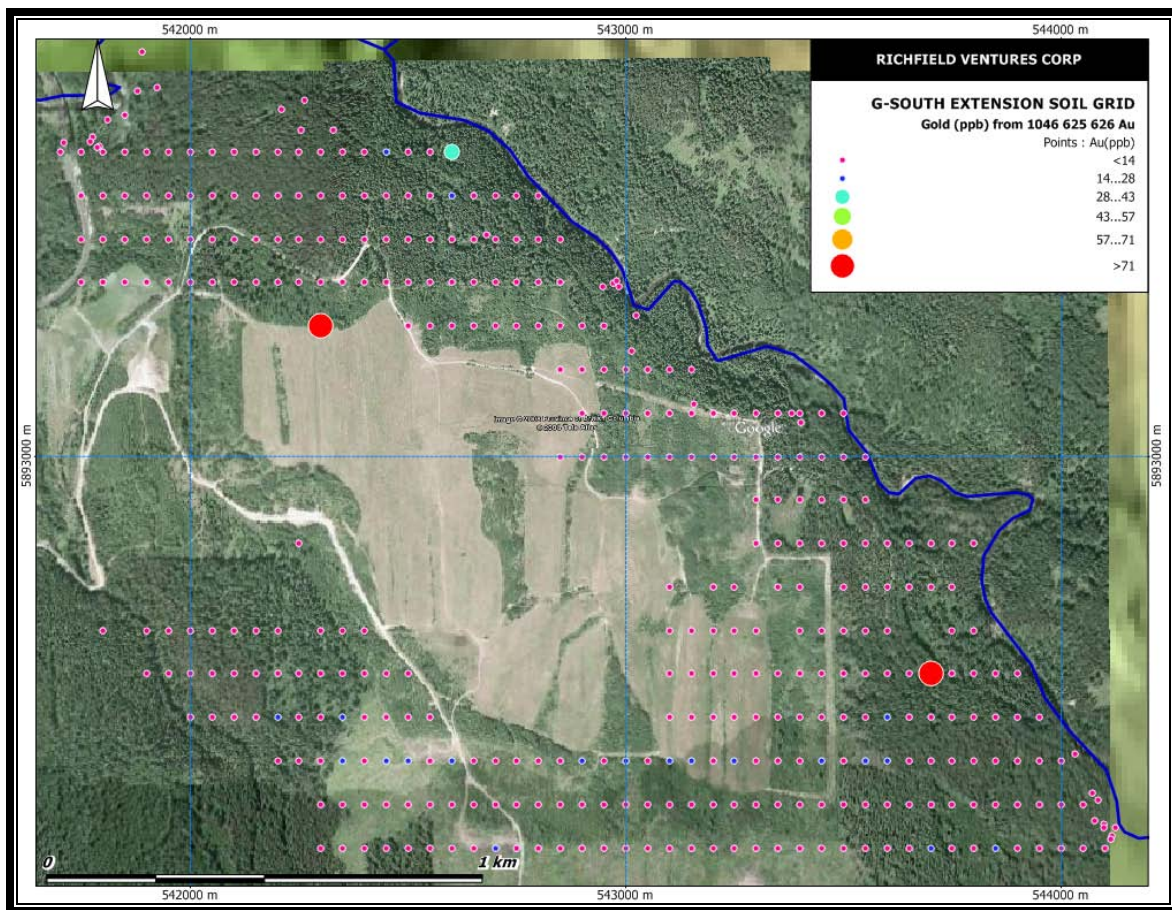 542000 m 543000 m 544000 m
RICHFIELD VENTURES CORP
G-SOUTH EXTENSION SOIL GRID
Gold (ppb) from 1046 625 626 Au
Points : Au(ppb)
<14
14...28
28...43
43...57
57...71
>71
Google
5893000 m 5893000 m
0 1 km
542000 m 543000 m 544000 m